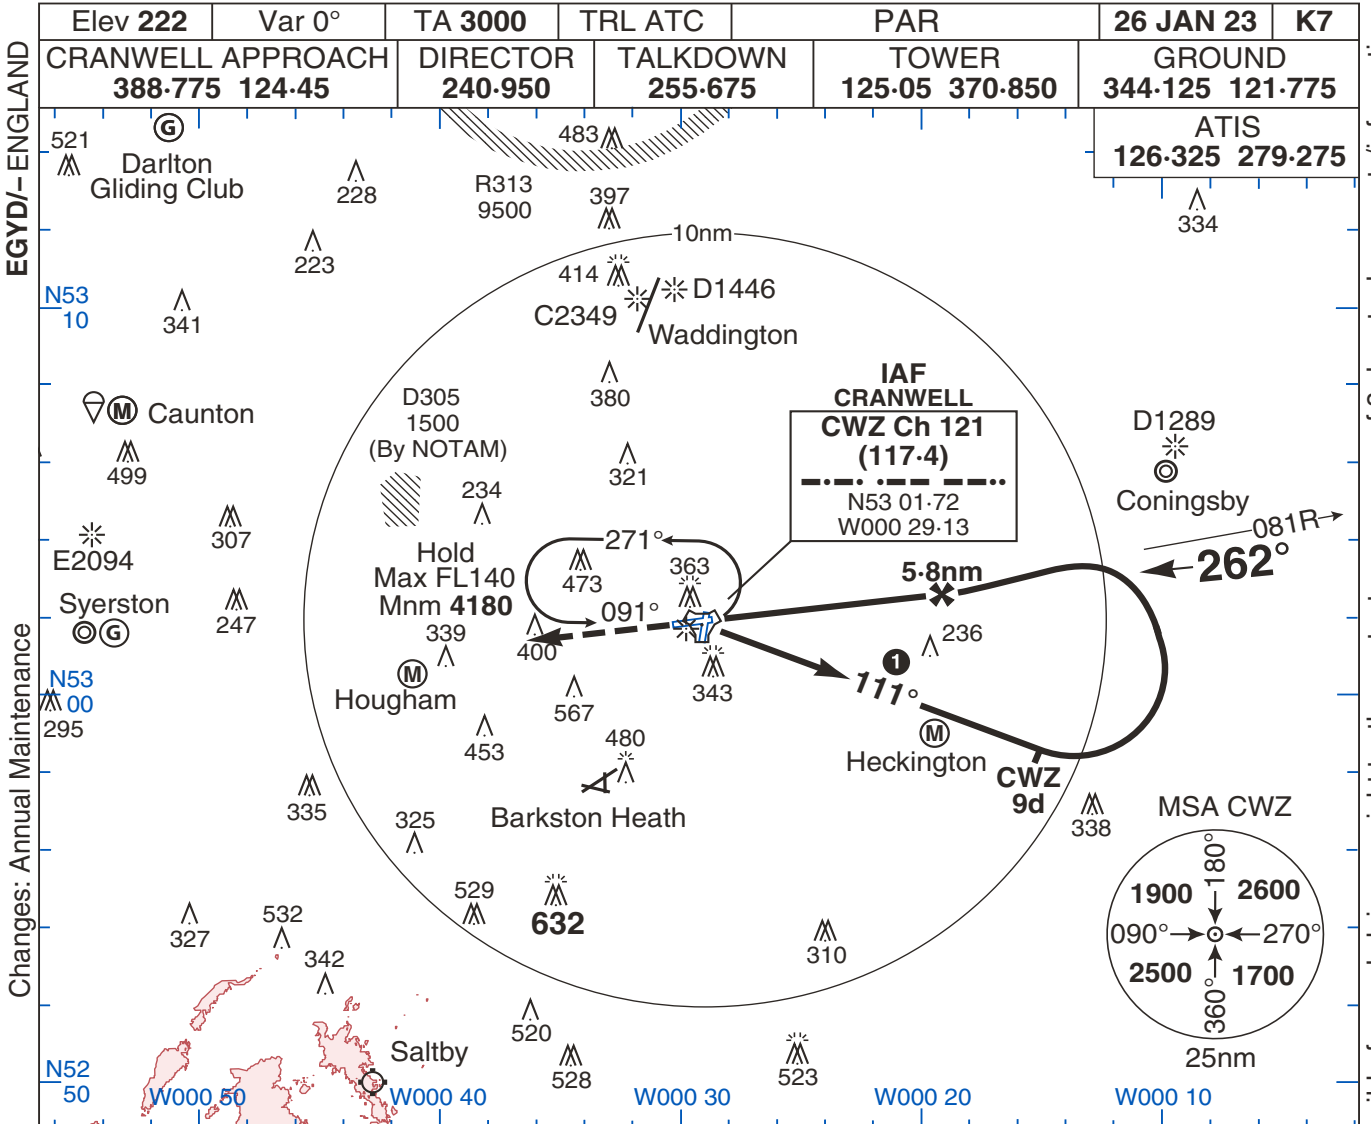 Elev 222
Var 0°
TA 3000
TRL ATC
PAR
26 JAN 23
K7
CRANWELL APPROACH
388·775 124·45
DIRECTOR
240·950
TALKDOWN
255·675
TOWER
125·05 370·850
GROUND
344·125 121·775
ATIS
126·325 279·275
EGYD/– ENGLAND
Changes: Annual Maintenance
521
G
Darlton
Gliding Club
228
223
483
R313
9500
397
10nm
334
N53
10
341
414
C2349
D1446
Waddington
380
D305
1500
(By NOTAM)
IAF
CRANWELL
CWZ Ch 121
(117·4)
N53 01·72
W000 29·13
M
Caunton
499
321
234
D1289
Coningsby
081R
262°
307
E2094
Hold
Max FL140
Mnm 4180
271°
473
363
091°
5·8nm
Syerston
G
247
339
400
236
1
111°
M
Hougham
343
567
N53
00
295
453
480
M
Heckington
CWZ
9d
335
Barkston Heath
338
325
MSA CWZ
180°
1900
2600
090°
270°
2500
1700
360°
25nm
529
632
310
327
532
342
520
528
523
Saltby
N52
50
W000 50
W000 40
W000 30
W000 20
W000 10